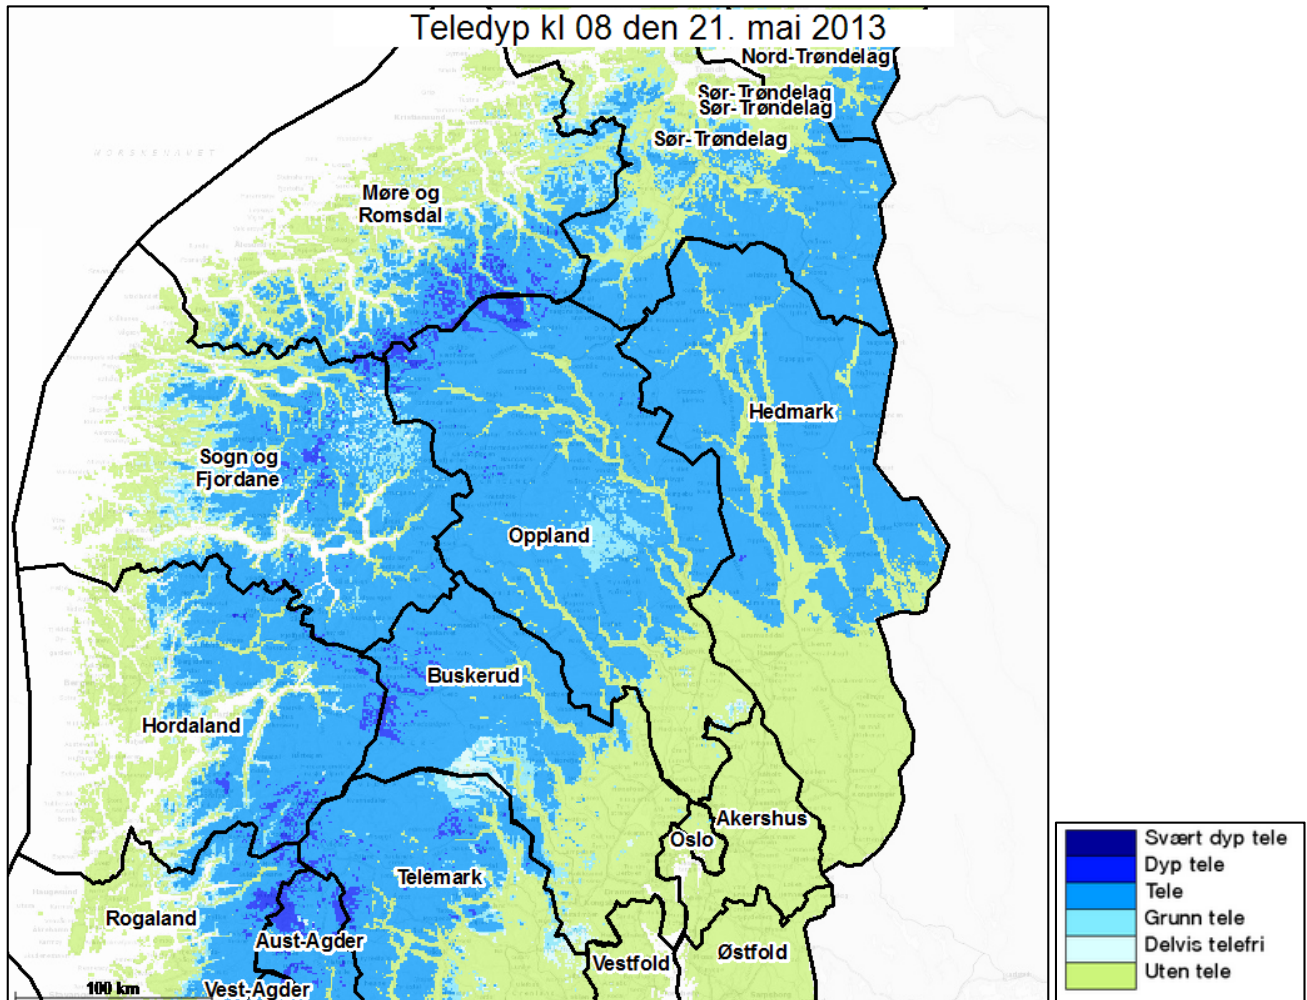 Teledyp kl 08 den 21. mai 2013
Nord-Trøndelag
Sør-Trøndelag
Sør-Trøndelag
Sør-Trøndelag
NORSKEHAVET
Møre og
Romsdal
Hedmark
Sogn og
Fjordane
Oppland
Buskerud
Hordaland
Akershus
Oslo
Telemark
Rogaland
Aust-Agder
Vestfold
Østfold
Vest-Agder
100 km
Svært dyp tele
Dyp tele
Tele
Grunn tele
Delvis telefri
Uten tele